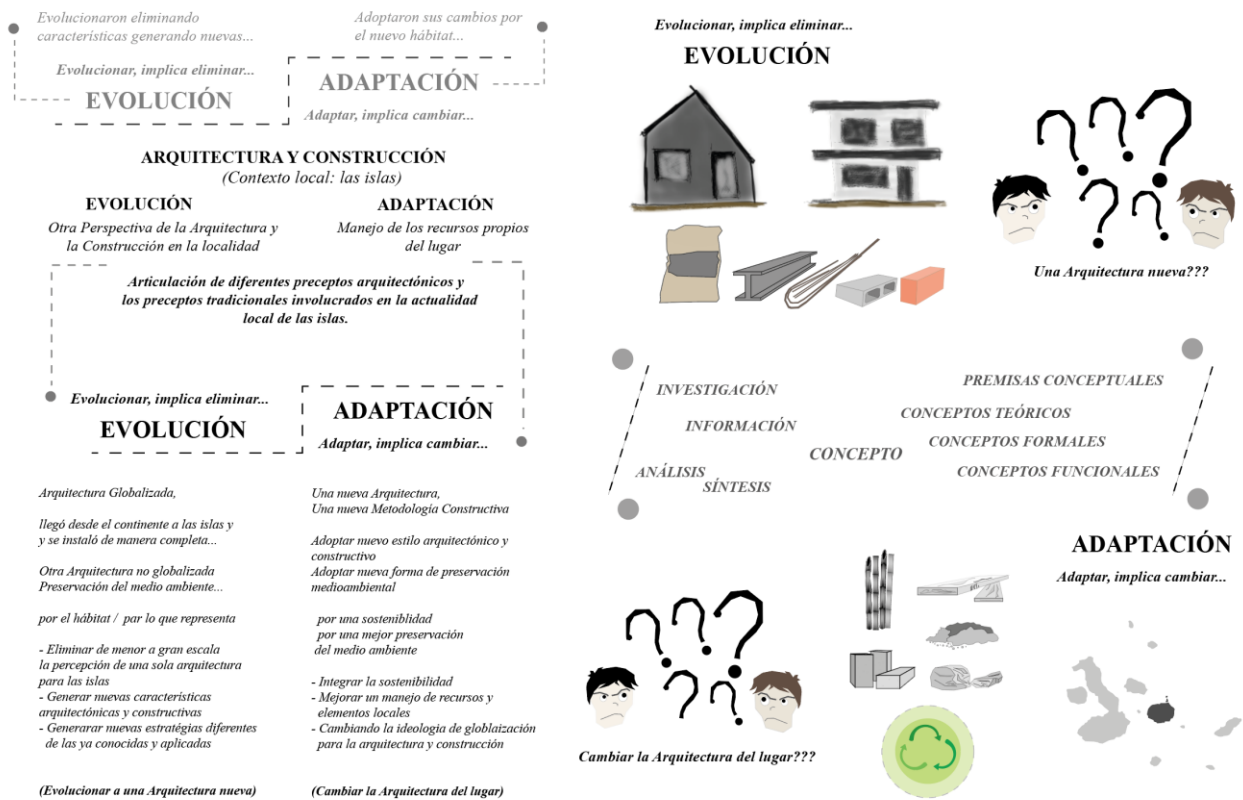 Evolucionaron eliminando
características generando nuevas...
Adoptaron sus cambios por
el nuevo hábitat...
Evolucionar, implica eliminar...
EVOLUCIÓN
ADAPTACIÓN
Adaptar, implica cambiar...
ARQUITECTURA Y CONSTRUCCIÓN
(Contexto local: las islas)
EVOLUCIÓN
Otra Perspectiva de la Arquitectura y
la Construcción en la localidad
ADAPTACIÓN
Manejo de los recursos propios
del lugar
Articulación de diferentes preceptos arquitectónicos y
los preceptos tradicionales involucrados en la actualidad
local de las islas.
Evolucionar, implica eliminar...
EVOLUCIÓN
ADAPTACIÓN
Adaptar, implica cambiar...
Arquitectura Globalizada,
llegó desde el continente a las islas y
y se instaló de manera completa...
Otra Arquitectura no globalizada
Preservación del medio ambiente...
por el hábitat / par lo que representa
- Eliminar de menor a gran escala
la percepción de una sola arquitectura
para las islas
- Generar nuevas características
arquitectónicas y constructivas
- Generarar nuevas estratégias diferentes
de las ya conocidas y aplicadas
(Evolucionar a una Arquitectura nueva)
Una nueva Arquitectura,
Una nueva Metodología Constructiva
Adoptar nuevo estilo arquitectónico y
constructivo
Adoptar nueva forma de preservación
medioambiental
por una sosteniblidad
por una mejor preservación
del medio ambiente
- Integrar la sostenibilidad
- Mejorar un manejo de recursos y
elementos locales
- Cambiando la ideologia de globlaización
para la arquitectura y construcción
(Cambiar la Arquitectura del lugar)
Evolucionar, implica eliminar...
EVOLUCIÓN
? ? ?
? ?
Una Arquitectura nueva???
INVESTIGACIÓN
INFORMACIÓN
ANÁLISIS
SÍNTESIS
CONCEPTO
PREMISAS CONCEPTUALES
CONCEPTOS TEÓRICOS
CONCEPTOS FORMALES
CONCEPTOS FUNCIONALES
ADAPTACIÓN
Adaptar, implica cambiar...
? ? ?
? ?
Cambiar la Arquitectura del lugar???